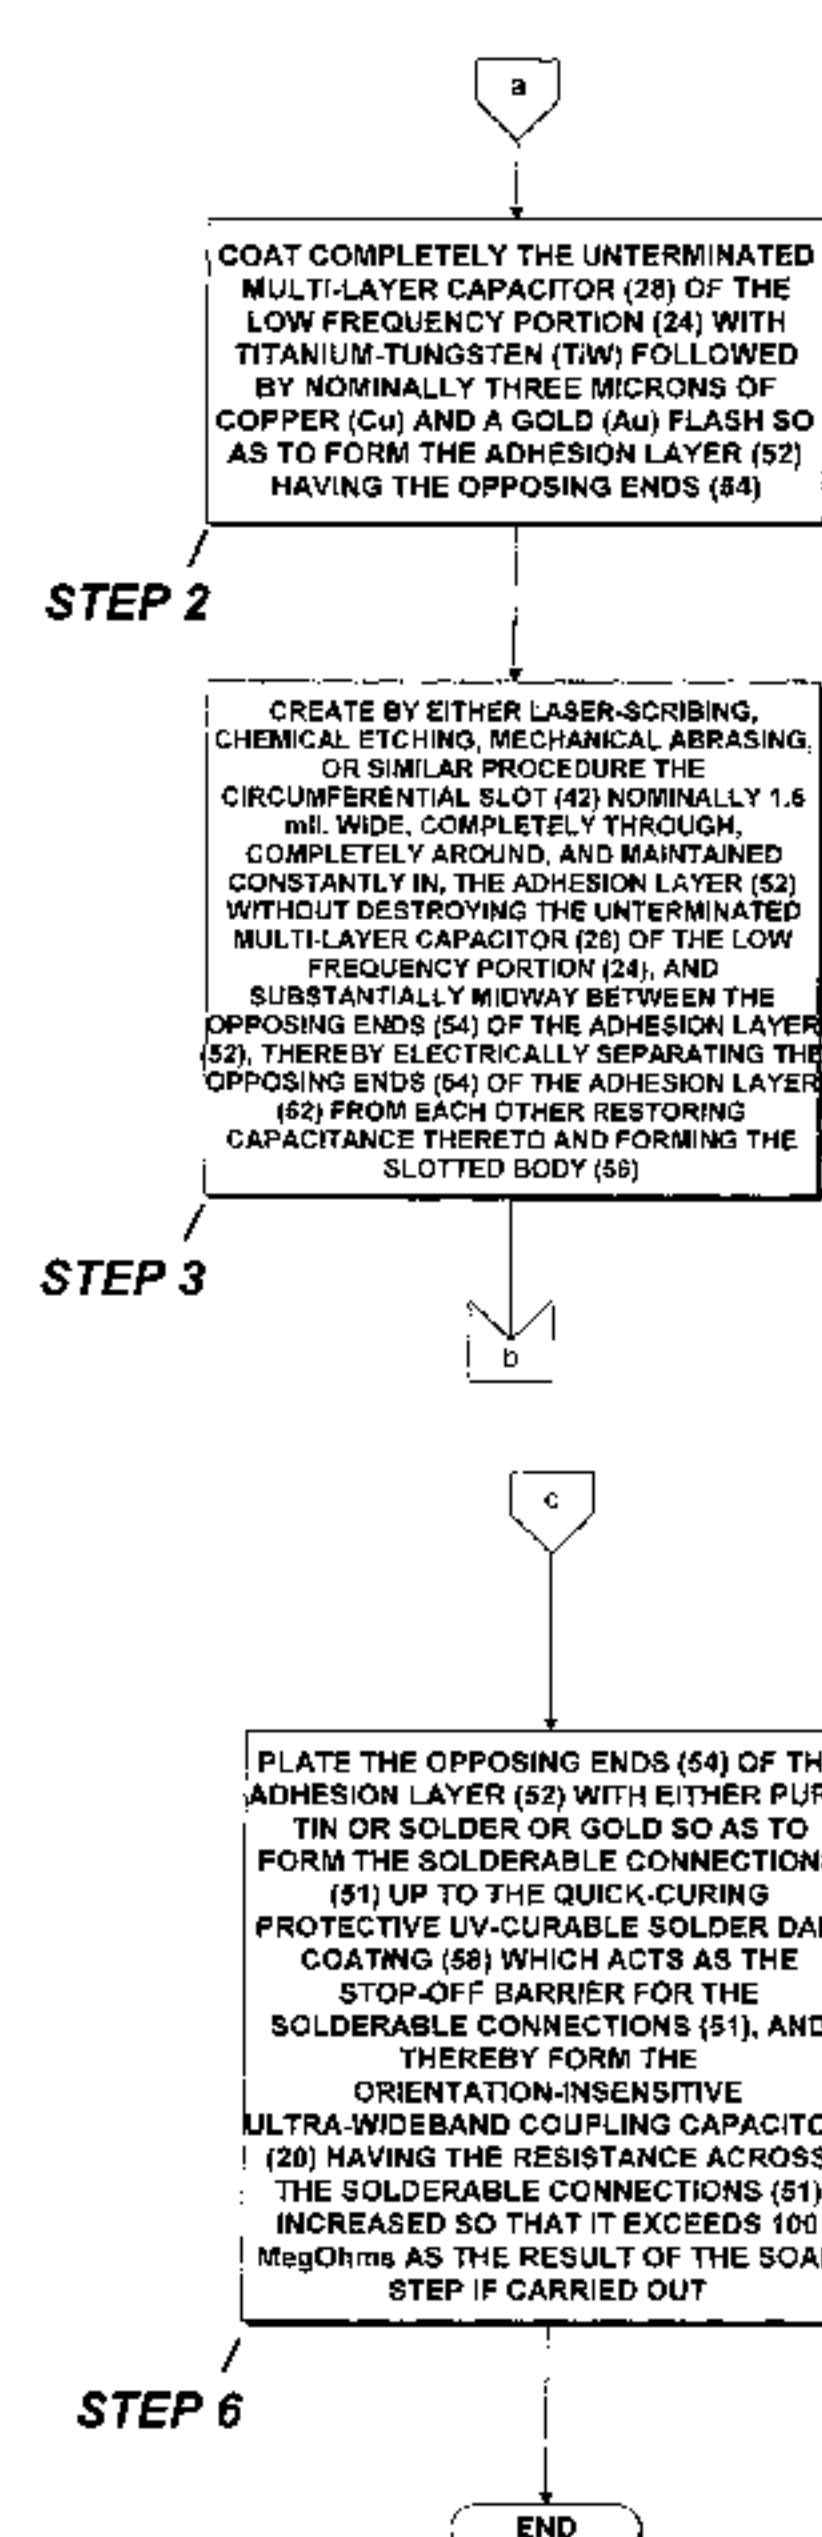 a
COAT COMPLETELY THE UNTERMINATED
MULTI-LAYER CAPACITOR (28) OF THE
LOW FREQUENCY PORTION (24) WITH
TITANIUM-TUNGSTEN (TiW) FOLLOWED
BY NOMINALLY THREE MICRONS OF
COPPER (Cu) AND A GOLD (Au) FLASH SO
AS TO FORM THE ADHESION LAYER (52)
HAVING THE OPPOSING ENDS (54)
STEP 2
CREATE BY EITHER LASER-SCRIBING,
CHEMICAL ETCHING, MECHANICAL ABRASING,
OR SIMILAR PROCEDURE THE
CIRCUMFERENTIAL SLOT (42) NOMINALLY 1.5
mil. WIDE, COMPLETELY THROUGH,
COMPLETELY AROUND, AND MAINTAINED
CONSTANTLY IN, THE ADHESION LAYER (52)
WITHOUT DESTROYING THE UNTERMINATED
MULTI-LAYER CAPACITOR (28) OF THE LOW
FREQUENCY PORTION (24), AND
SUBSTANTIALLY MIDWAY BETWEEN THE
OPPOSING ENDS (54) OF THE ADHESION LAYER
(52), THEREBY ELECTRICALLY SEPARATING THE
OPPOSING ENDS (54) OF THE ADHESION LAYER
(52) FROM EACH OTHER RESTORING
CAPACITANCE THERETO AND FORMING THE
SLOTTED BODY (56)
STEP 3
b
c
PLATE THE OPPOSING ENDS (54) OF TH
ADHESION LAYER (52) WITH EITHER PUR
TIN OR SOLDER OR GOLD SO AS TO
FORM THE SOLDERABLE CONNECTIONS
(51) UP TO THE QUICK-CURING
PROTECTIVE UV-CURABLE SOLDER DA
COATING (58) WHICH ACTS AS THE
STOP-OFF BARRIER FOR THE
SOLDERABLE CONNECTIONS (51), AND
THEREBY FORM THE
ORIENTATION-INSENSITIVE
ULTRA-WIDEBAND COUPLING CAPACITO
(20) HAVING THE RESISTANCE ACROSS
THE SOLDERABLE CONNECTIONS (51)
INCREASED SO THAT IT EXCEEDS 100
MegOhms AS THE RESULT OF THE SOA
STEP IF CARRIED OUT
STEP 6
END